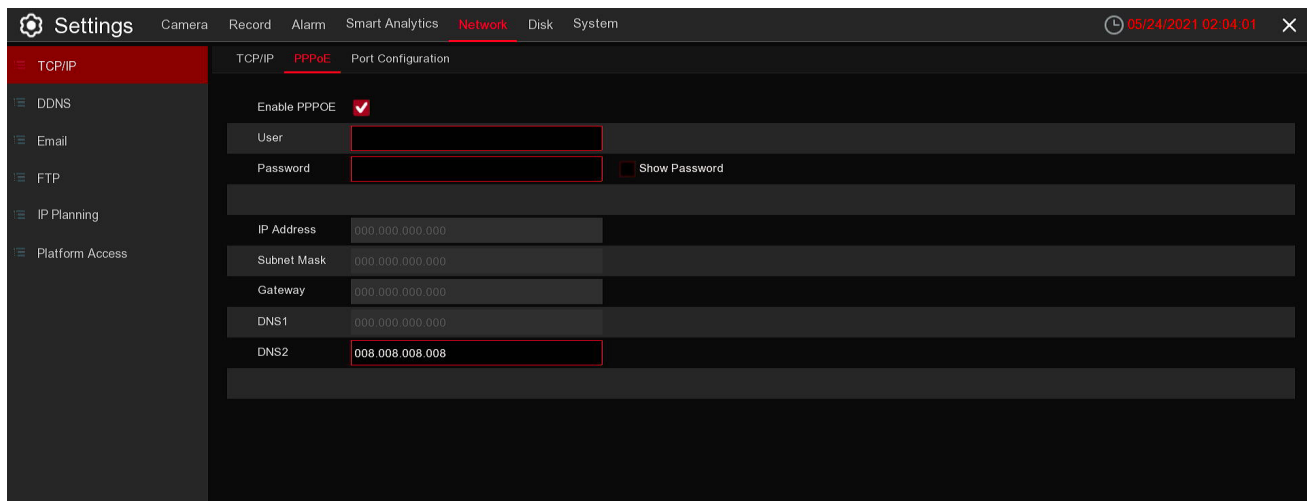 Settings Camera Record Alarm Smart Analytics Network Disk System 05/24/2021 02:04:01
TCP/IP
DDNS
Email
FTP
IP Planning
Platform Access
TCP/IP PPPoE Port Configuration
Enable PPPOE
User
Password Show Password
IP Address 000.000.000.000
Subnet Mask 000.000.000.000
Gateway 000.000.000.000
DNS1 000.000.000.000
DNS2 008.008.008.008